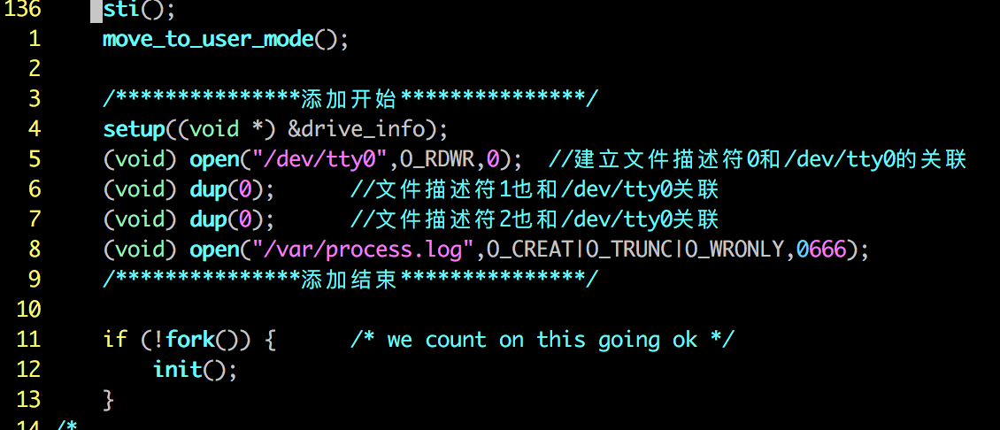 136    sti();
1    move_to_user_mode();
2
3    /***************添加开始***************/
4    setup((void *) &drive_info);
5    (void) open("/dev/tty0",O_RDWR,0);  //建立文件描述符0和/dev/tty0的关联
6    (void) dup(0);      //文件描述符1也和/dev/tty0关联
7    (void) dup(0);      //文件描述符2也和/dev/tty0关联
8    (void) open("/var/process.log",O_CREAT|O_TRUNC|O_WRONLY,0666);
9    /***************添加结束***************/
10
11    if (!fork()) {      /* we count on this going ok */
12        init();
13    }
14 /*